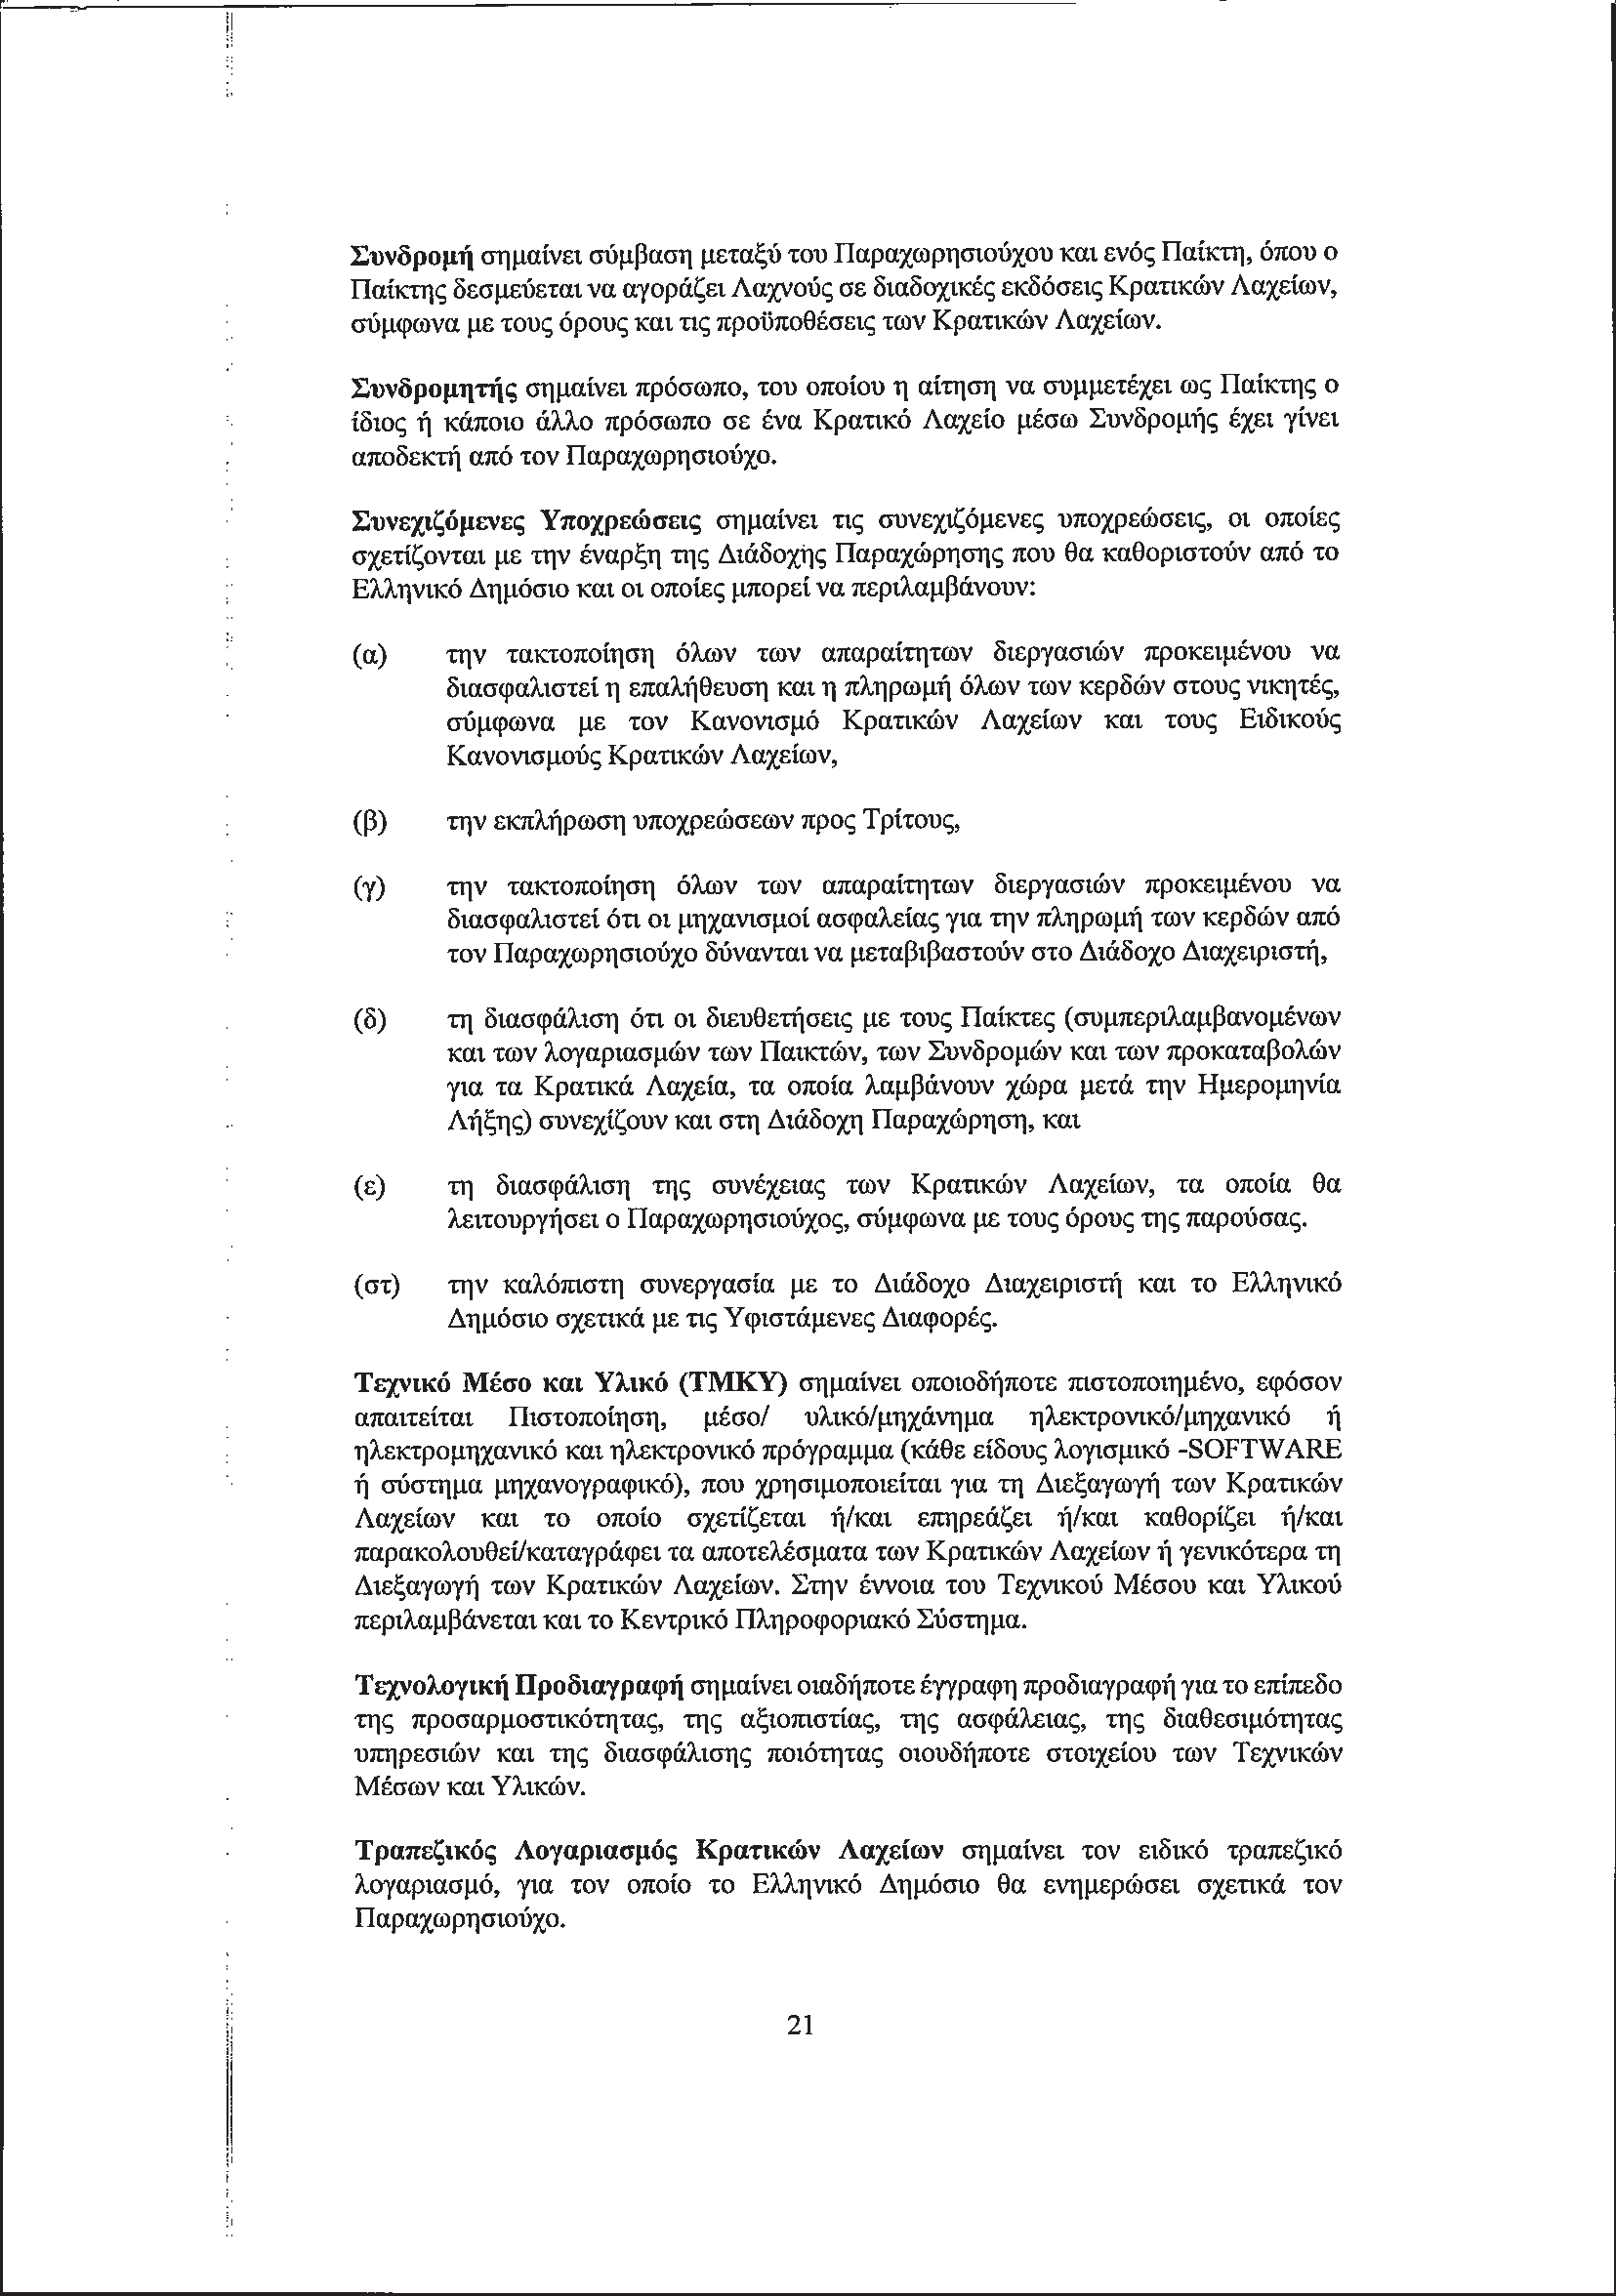 Συνδρομή σημαίνει σύμβαση μεταξύ του Παραχωρησιούχου και ενός Παίκτη, όπου ο
Παίκτης δεσμεύεται να αγοράζει Λαχνούς σε διαδοχικές εκδόσεις Κρατικών Λαχείων,
σύμφωνα με τους όρους και τις προϋποθέσεις των Κρατικών Λαχείων.
Συνδρομητής σημαίνει πρόσωπο, του οποίου η αίτηση να συμμετέχει ως Παίκτης ο
ίδιος ή κάποιο άλλο πρόσωπο σε ένα Κρατικό Λαχείο μέσω Συνδρομής έχει γίνει
αποδεκτή από τον Παραχωρησιούχο.
Συνεχιζόμενες Υποχρεώσεις σημαίνει τις συνεχιζόμενες υποχρεώσεις, οι οποίες
σχετίζονται με την έναρξη της Διάδοχης Παραχώρησης που θα καθοριστούν από το
Ελληνικό Δημόσιο και οι οποίες μπορεί να περιλαμβάνουν:
(α) την τακτοποίηση όλων των απαραίτητων διεργασιών προκειμένου να
διασφαλιστεί η επαλήθευση και η πληρωμή όλων των κερδών στους νικητές,
σύμφωνα με τον Κανονισμό Κρατικών Λαχείων και τους Ειδικούς
Κανονισμούς Κρατικών Λαχείων,
(β) την εκπλήρωση υποχρεώσεων προς Τρίτους,
(γ) την τακτοποίηση όλων των απαραίτητων διεργασιών προκειμένου να
διασφαλιστεί ότι οι μηχανισμοί ασφαλείας για την πληρωμή των κερδών από
τον Παραχωρησιούχο δύνανται να μεταβιβαστούν στο Διάδοχο Διαχειριστή,
(δ) τη διασφάλιση ότι οι διευθετήσεις με τους Παίκτες (συμπεριλαμβανομένων
και των λογαριασμών των Παικτών, των Συνδρομών και των προκαταβολών
για τα Κρατικά Λαχεία, τα οποία λαμβάνουν χώρα μετά την Ημερομηνία
Λήξης) συνεχίζουν και στη Διάδοχη Παραχώρηση, και
(ε) τη διασφάλιση της συνέχειας των Κρατικών Λαχείων, τα οποία θα
λειτουργήσει ο Παραχωρησιούχος, σύμφωνα με τους όρους της παρούσας.
(στ) την καλόπιστη συνεργασία με το Διάδοχο Διαχειριστή και το Ελληνικό
Δημόσιο σχετικά με τις Υφιστάμενες Διαφορές.
Τεχνικό Μέσο και Υλικό (ΤΜΚΥ) σημαίνει οποιοδήποτε πιστοποιημένο, εφόσον
απαιτείται Πιστοποίηση, μέσο/ υλικό/μηχάνημα ηλεκτρονικό/μηχανικό ή
ηλεκτρομηχανικό και ηλεκτρονικό πρόγραμμα (κάθε είδους λογισμικό -SOFTWARE
ή σύστημα μηχανογραφικό), που χρησιμοποιείται για τη Διεξαγωγή των Κρατικών
Λαχείων και το οποίο σχετίζεται ή/και επηρεάζει ή/και καθορίζει ή/και
παρακολουθεί/καταγράφει τα αποτελέσματα των Κρατικών Λαχείων ή γενικότερα τη
Διεξαγωγή των Κρατικών Λαχείων. Στην έννοια του Τεχνικού Μέσου και Υλικού
περιλαμβάνεται και το Κεντρικό Πληροφοριακό Σύστημα.
Τεχνολογική Προδιαγραφή σημαίνει οιαδήποτε έγγραφη προδιαγραφή για το επίπεδο
της προσαρμοστικότητας, της αξιοπιστίας, της ασφάλειας, της διαθεσιμότητας
υπηρεσιών και της διασφάλισης ποιότητας οιουδήποτε στοιχείου των Τεχνικών
Μέσων και Υλικών.
Τραπεζικός Λογαριασμός Κρατικών Λαχείων σημαίνει τον ειδικό τραπεζικό
λογαριασμό, για τον οποίο το Ελληνικό Δημόσιο θα ενημερώσει σχετικά τον
Παραχωρησιούχο.
21